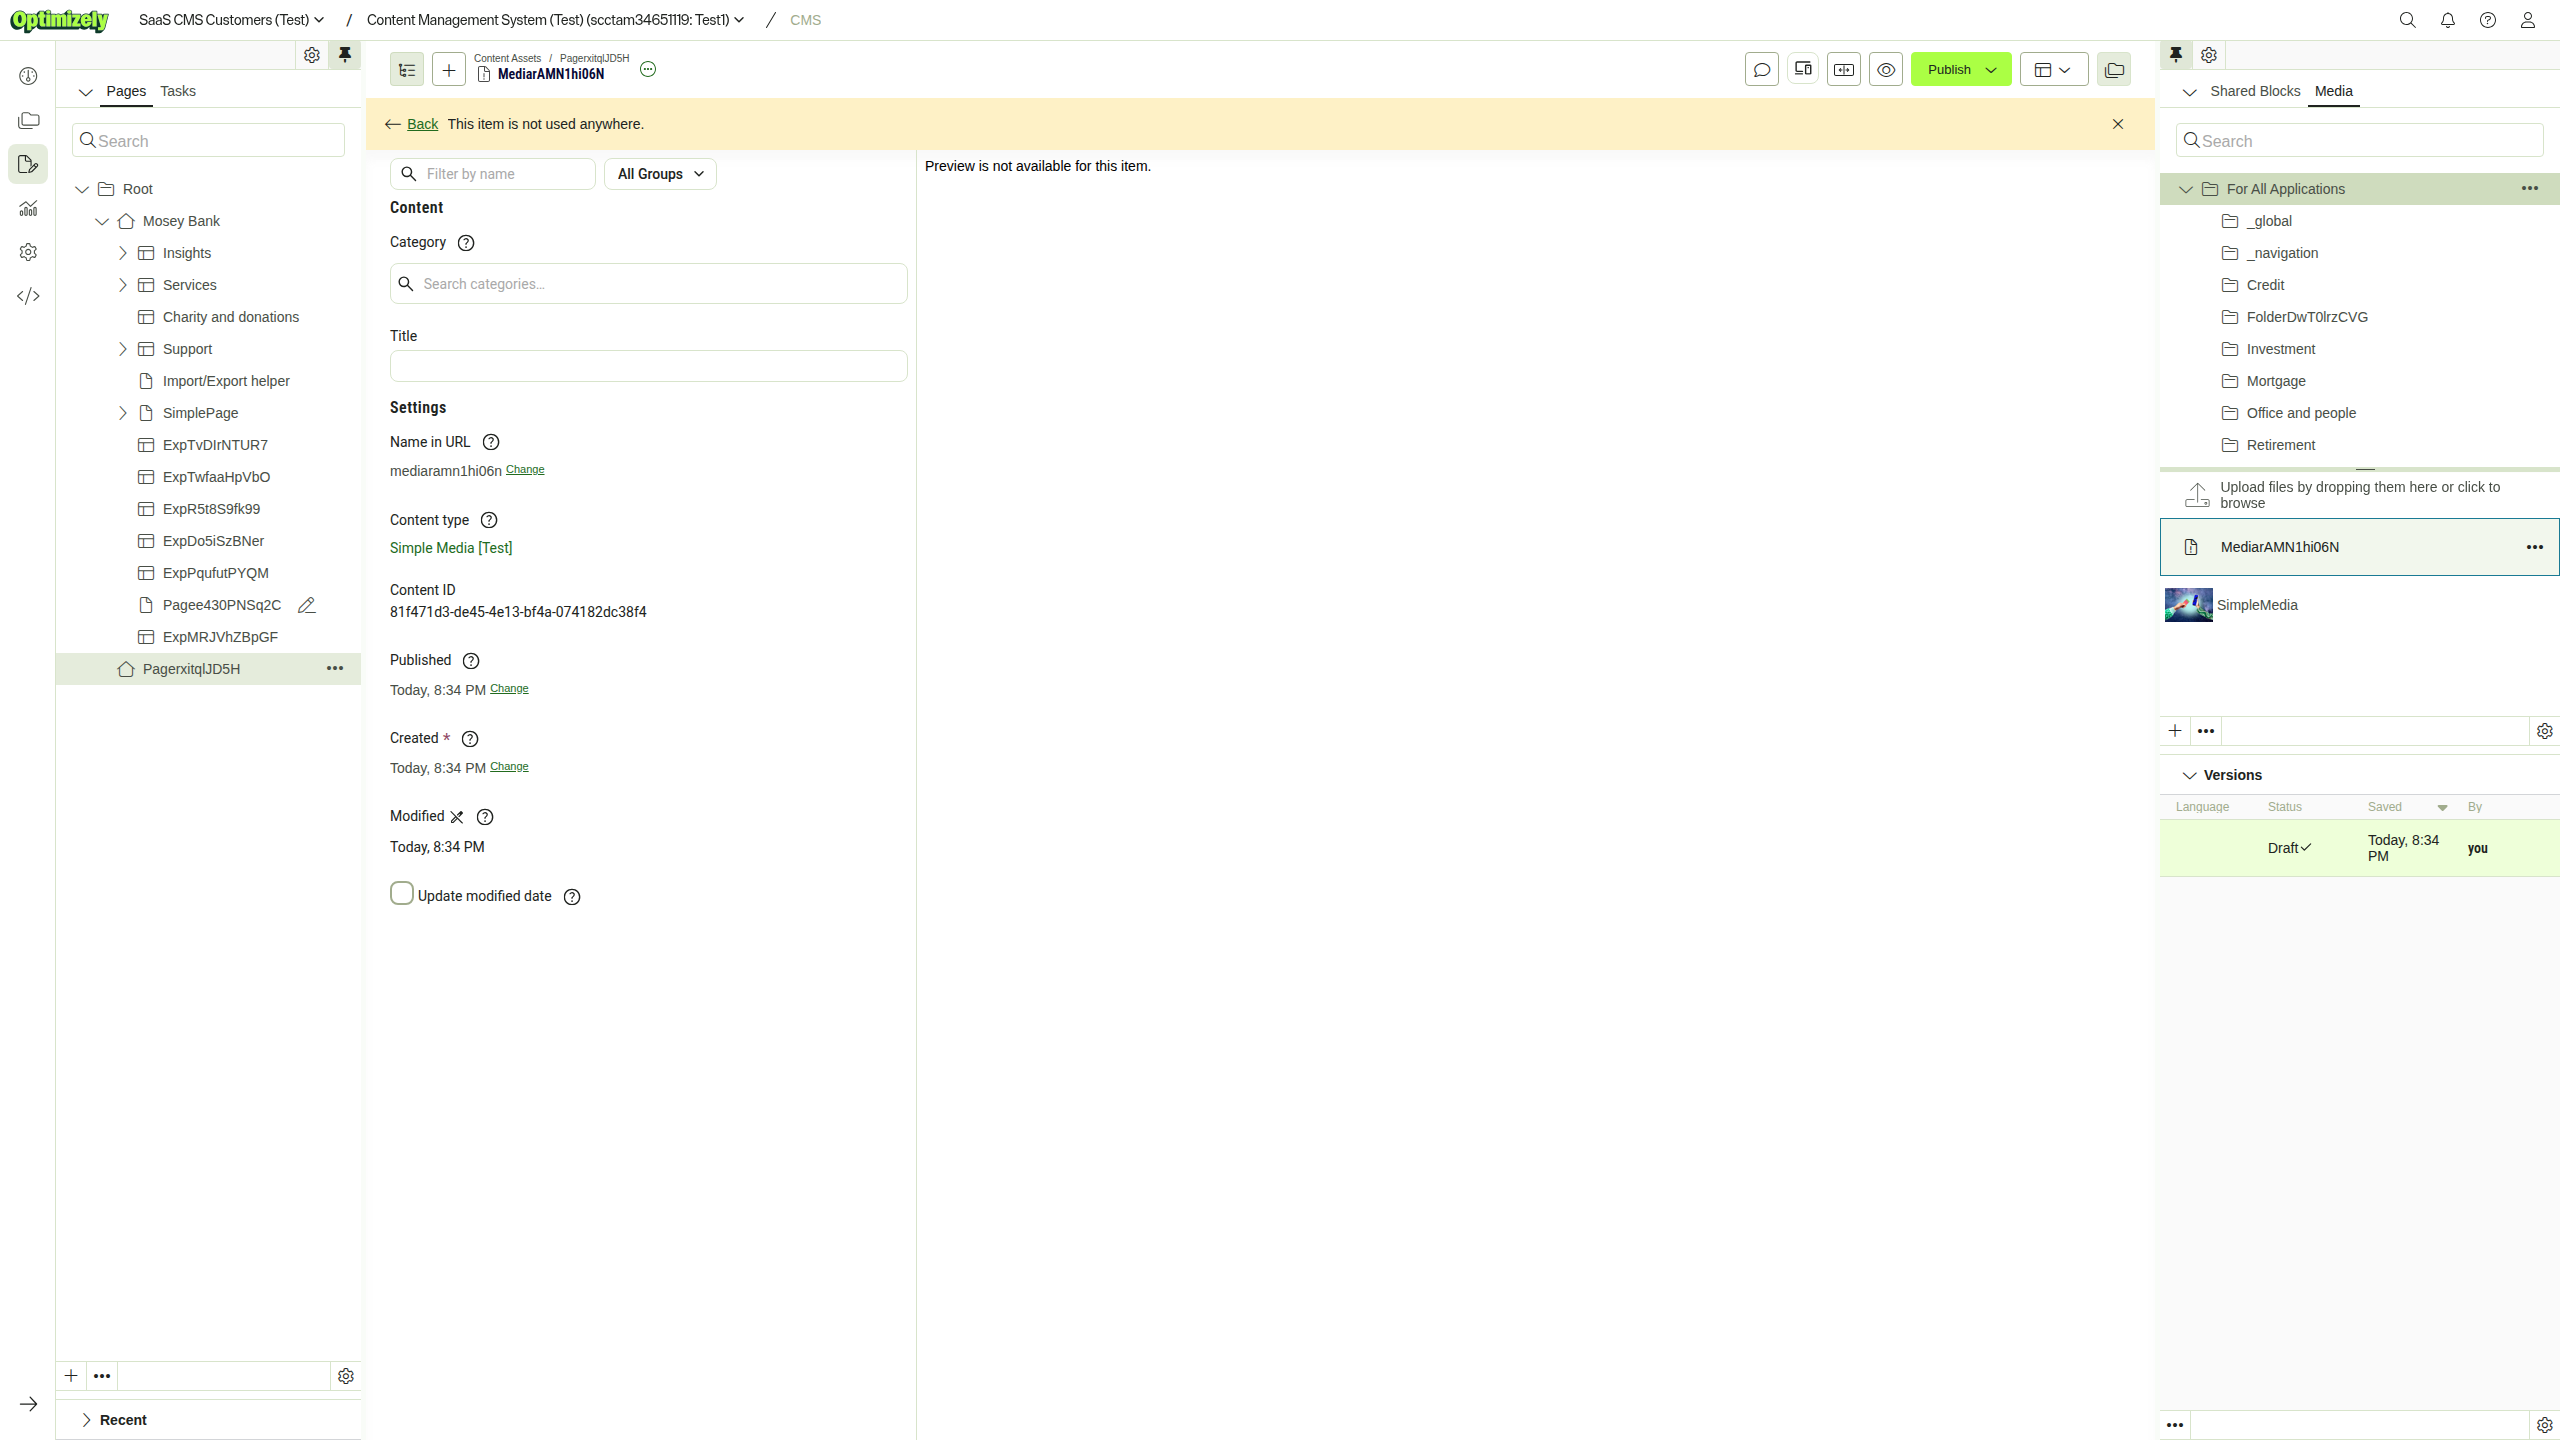 Optimizely
SaaS CMS Customers (Test) / Content Management System (Test) (scctam34651119: Test1) / CMS
Pages Tasks
Search
Root
Mosey Bank
Insights
Services
Charity and donations
Support
Import/Export helper
SimplePage
ExpTvDIrNTUR7
ExpTwfaaHpVbO
ExpR5t8S9fk99
ExpDo5iSzBNer
ExpPqufutPYQM
Pagee430PNSq2C
ExpMRJVhZBpGF
PagerxitqlJD5H
Recent
Content Assets / PagerxitqlJD5H
MediarAMN1hi06N
Publish
Back This item is not used anywhere.
Filter by name All Groups
Content
Category
Search categories...
Title
Settings
Name in URL
mediaramn1hi06n Change
Content type
Simple Media [Test]
Content ID
81f471d3-de45-4e13-bf4a-074182dc38f4
Published
Today, 8:34 PM Change
Created *
Today, 8:34 PM Change
Modified
Today, 8:34 PM
Update modified date
Preview is not available for this item.
Shared Blocks Media
Search
For All Applications
_global
_navigation
Credit
FolderDwT0lrzCVG
Investment
Mortgage
Office and people
Retirement
Upload files by dropping them here or click to
browse
MediarAMN1hi06N
SimpleMedia
Versions
Language Status Saved By
Draft Today, 8:34 PM you